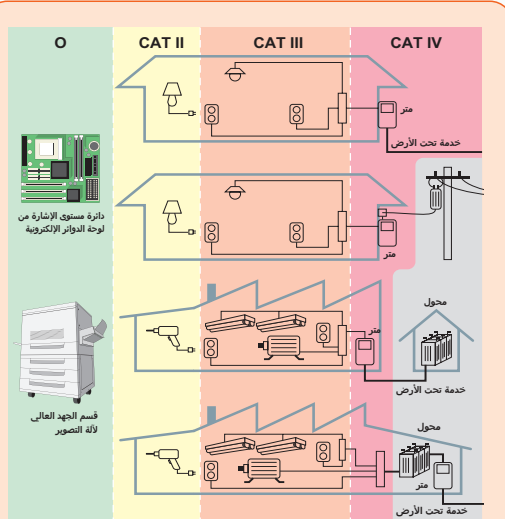 O
CAT II
CAT III
CAT IV
متر
خدمة تحت الأرض
دائرة مستوى الإشارة من
لوحة الدوائر الإلكترونية
متر
محول
متر
خدمة تحت الأرض
قسم الجهد العالي
لآلة التصوير
محول
متر
خدمة تحت الأرض